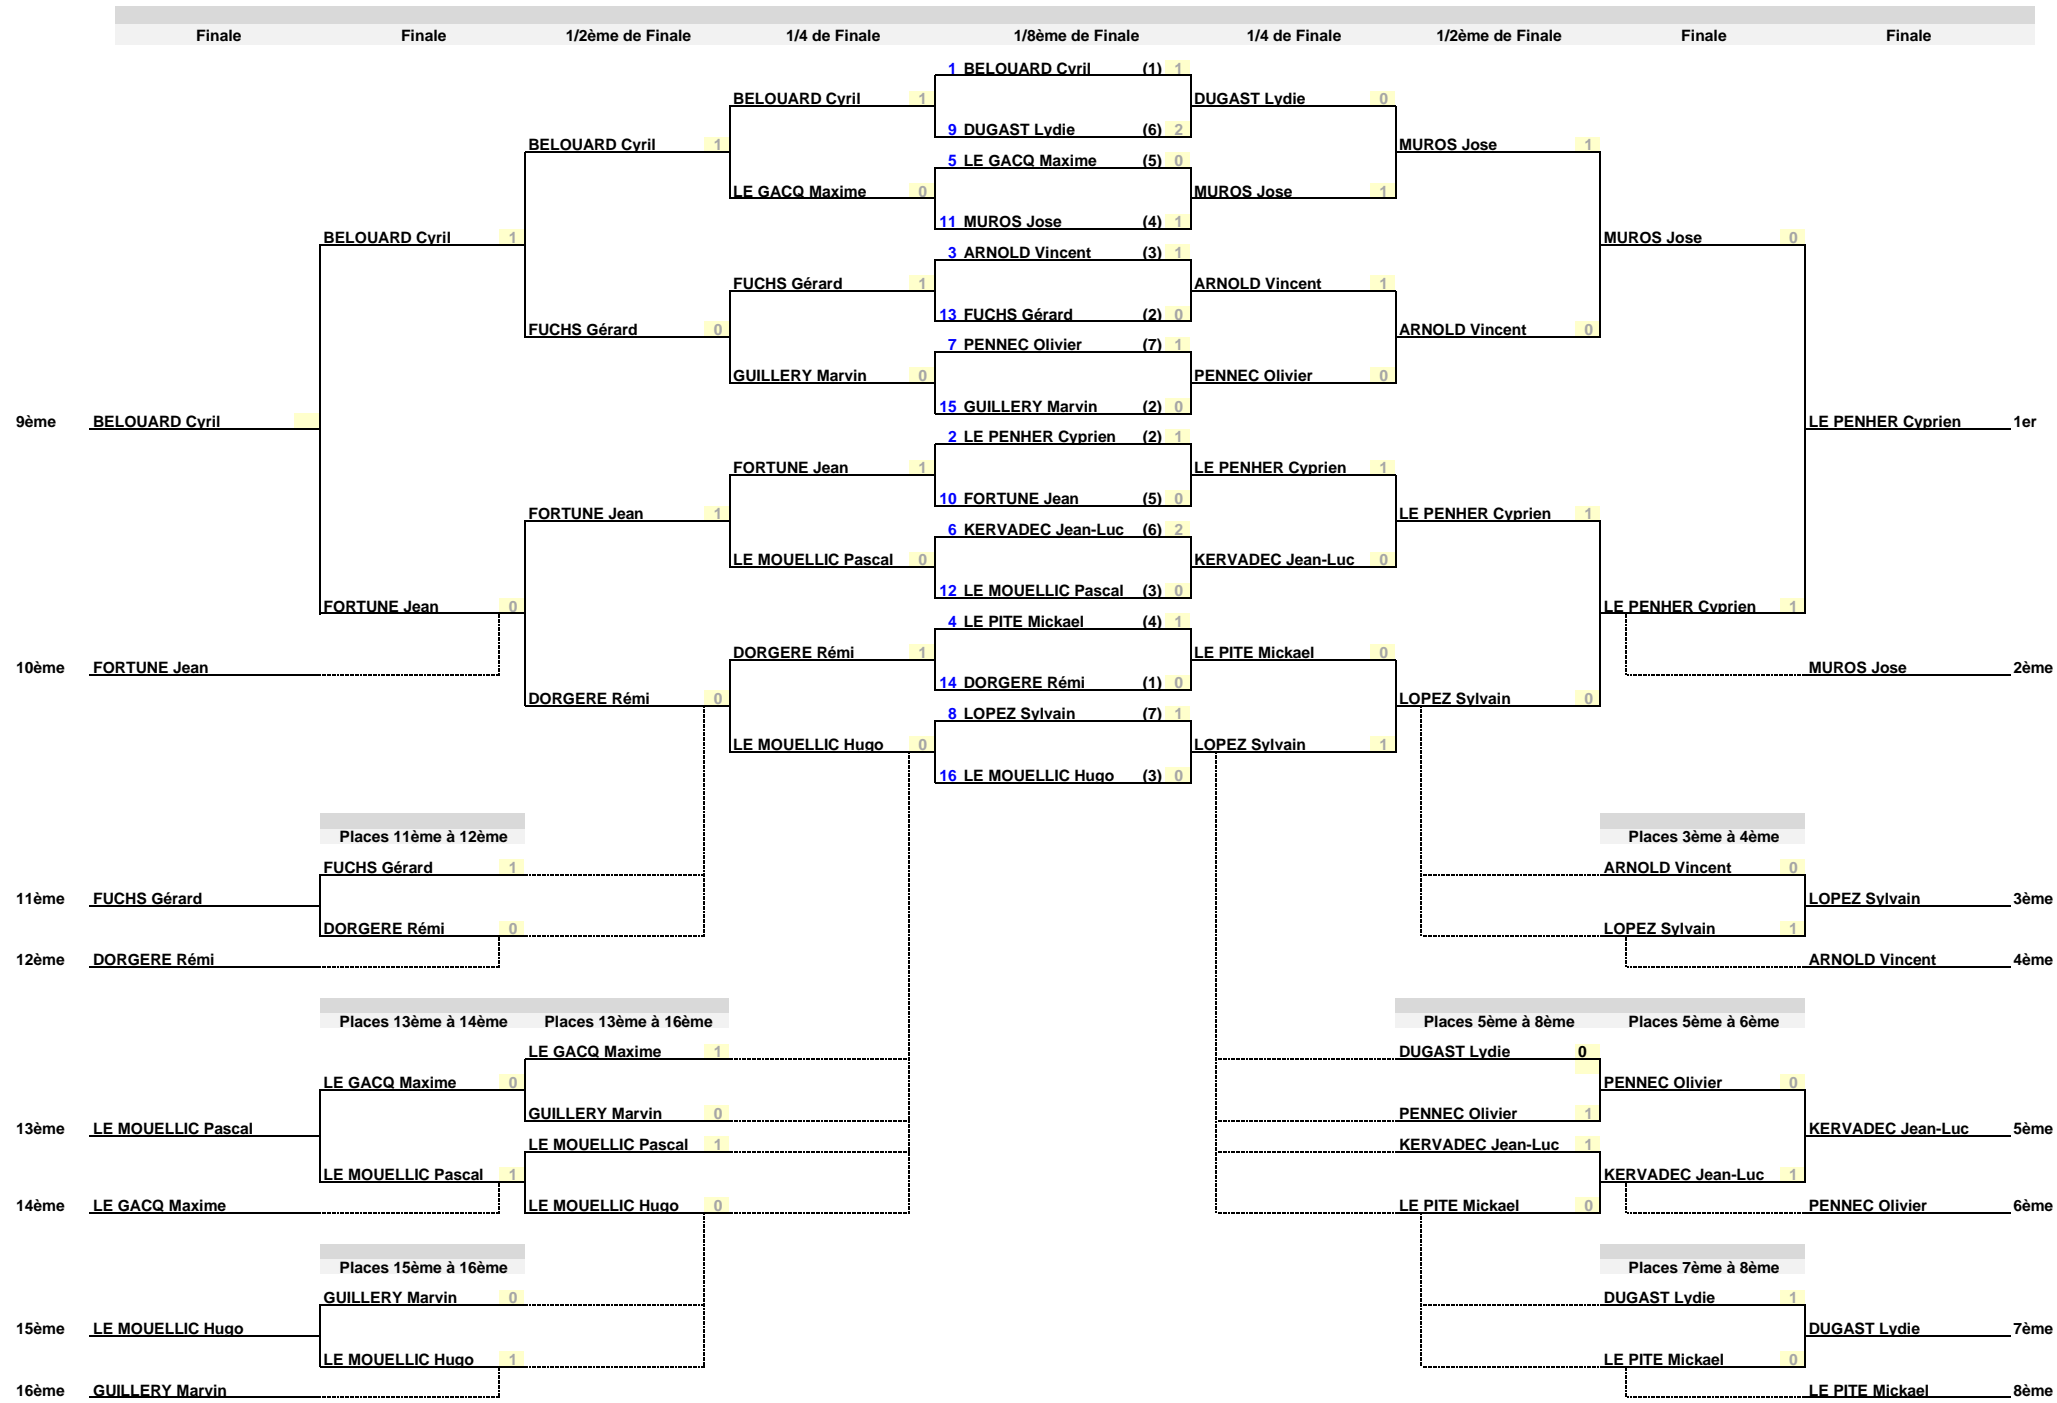 Finale Finale 1/2ème de Finale 1/4 de Finale 1/8ème de Finale 1/4 de Finale 1/2ème de Finale Finale Finale
1 BELOUARD Cyril (1) 1
BELOUARD Cyril 1 DUGAST Lydie 0
9 DUGAST Lydie (6) 2
BELOUARD Cyril 1 MUROS Jose 1
5 LE GACQ Maxime (5) 0
LE GACQ Maxime 0 MUROS Jose 1
11 MUROS Jose (4) 1
BELOUARD Cyril 1 MUROS Jose 0
3 ARNOLD Vincent (3) 1
FUCHS Gérard 1 ARNOLD Vincent 1
13 FUCHS Gérard (2) 0
FUCHS Gérard 0 ARNOLD Vincent 0
7 PENNEC Olivier (7) 1
GUILLERY Marvin 0 PENNEC Olivier 0
15 GUILLERY Marvin (2) 0
9ème BELOUARD Cyril LE PENHER Cyprien 1er
2 LE PENHER Cyprien (2) 1
FORTUNE Jean 1 LE PENHER Cyprien 1
10 FORTUNE Jean (5) 0
FORTUNE Jean 1 LE PENHER Cyprien 1
6 KERVADEC Jean-Luc (6) 2
LE MOUELLIC Pascal 0 KERVADEC Jean-Luc 0
12 LE MOUELLIC Pascal (3) 0
FORTUNE Jean 0 LE PENHER Cyprien 1
4 LE PITE Mickael (4) 1
DORGERE Rémi 1 LE PITE Mickael 0
10ème FORTUNE Jean MUROS Jose 2ème
14 DORGERE Rémi (1) 0
DORGERE Rémi 0 LOPEZ Sylvain 0
8 LOPEZ Sylvain (7) 1
LE MOUELLIC Hugo 0 LOPEZ Sylvain 1
16 LE MOUELLIC Hugo (3) 0
Places 11ème à 12ème Places 3ème à 4ème
FUCHS Gérard 1 ARNOLD Vincent 0
11ème FUCHS Gérard LOPEZ Sylvain 3ème
DORGERE Rémi 0 LOPEZ Sylvain 1
12ème DORGERE Rémi ARNOLD Vincent 4ème
Places 13ème à 14ème Places 13ème à 16ème Places 5ème à 8ème Places 5ème à 6ème
LE GACQ Maxime 1 DUGAST Lydie 0
LE GACQ Maxime 0 PENNEC Olivier 0
GUILLERY Marvin 0 PENNEC Olivier 1
13ème LE MOUELLIC Pascal KERVADEC Jean-Luc 5ème
LE MOUELLIC Pascal 1 KERVADEC Jean-Luc 1
LE MOUELLIC Pascal 1 KERVADEC Jean-Luc 1
14ème LE GACQ Maxime LE MOUELLIC Hugo 0 LE PITE Mickael 0 PENNEC Olivier 6ème
Places 15ème à 16ème Places 7ème à 8ème
GUILLERY Marvin 0 DUGAST Lydie 1
15ème LE MOUELLIC Hugo DUGAST Lydie 7ème
LE MOUELLIC Hugo 1 LE PITE Mickael 0
16ème GUILLERY Marvin LE PITE Mickael 8ème